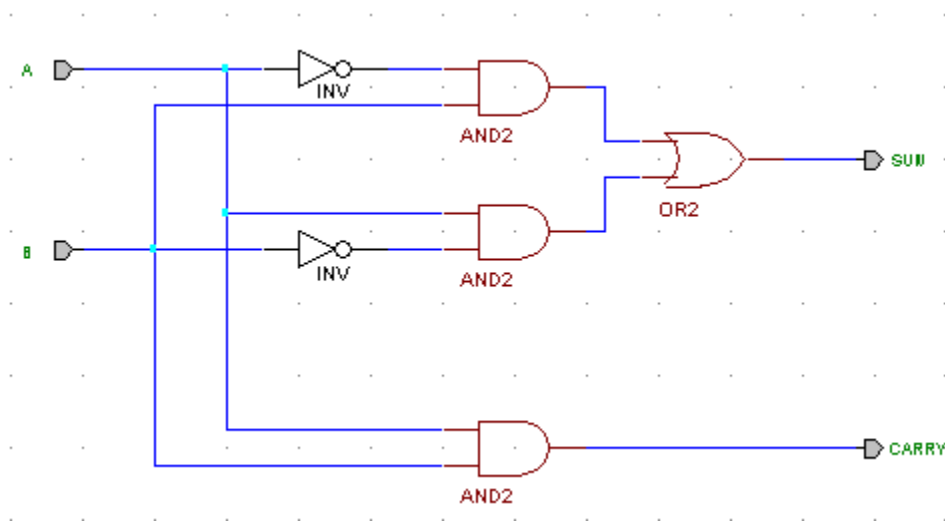 A
INV
AND2
SUM
OR2
B
INV
AND2
CARRY
AND2